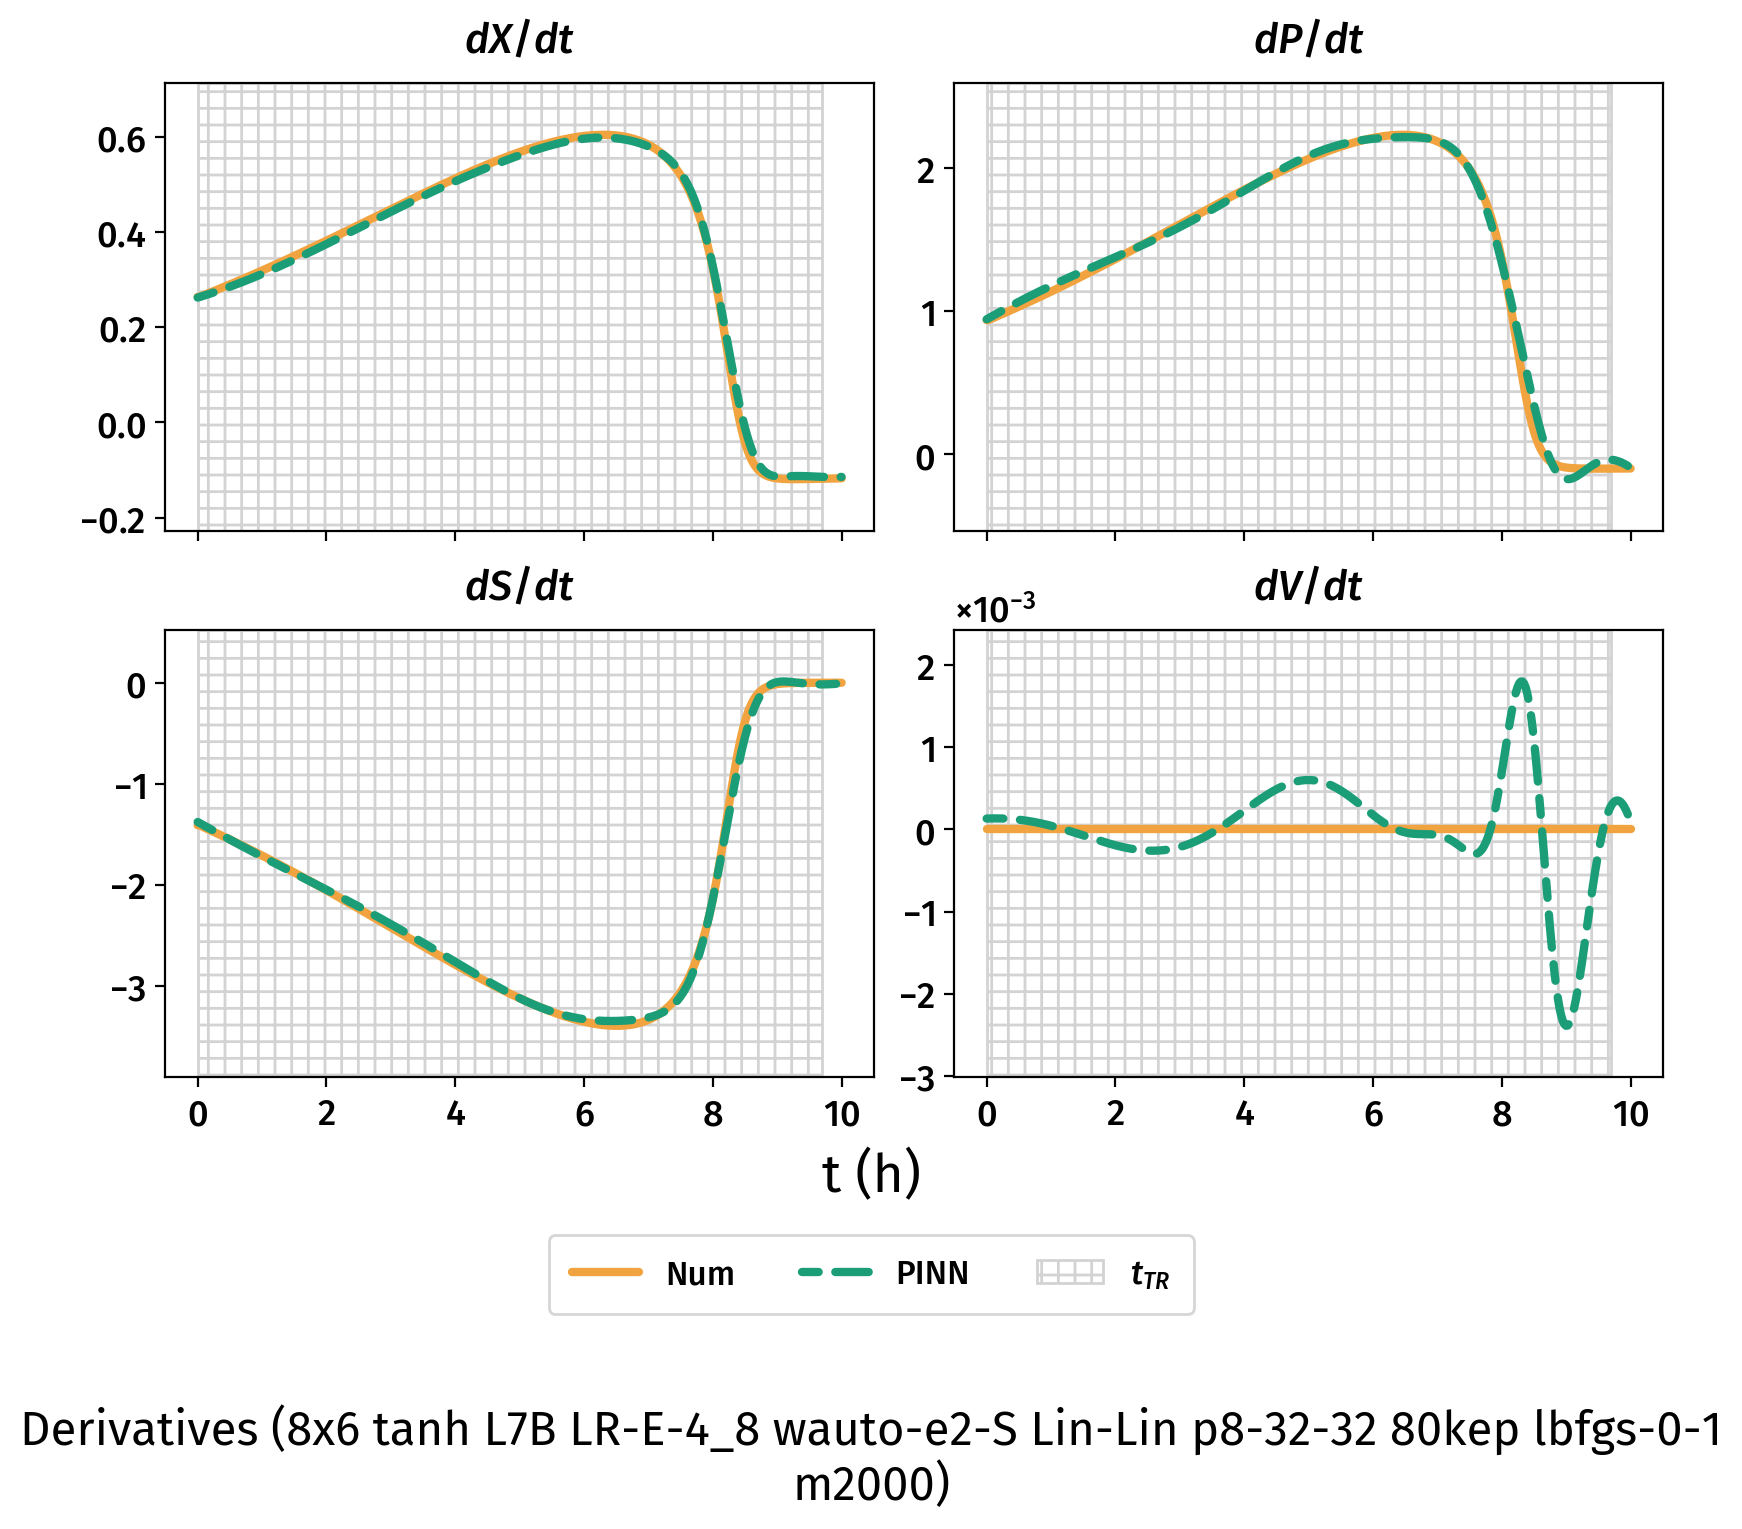 dX/dt
dP/dt
0.6
0.4
0.2
0.0
−0.2
2
1
0
dS/dt
dV/dt
×10⁻³
0
−1
−2
−3
2
1
0
−1
−2
−3
0 2 4 6 8 10
0 2 4 6 8 10
t (h)
Num PINN t_TR
Derivatives (8x6 tanh L7B LR-E-4_8 wauto-e2-S Lin-Lin p8-32-32 80kep lbfgs-0-1
m2000)